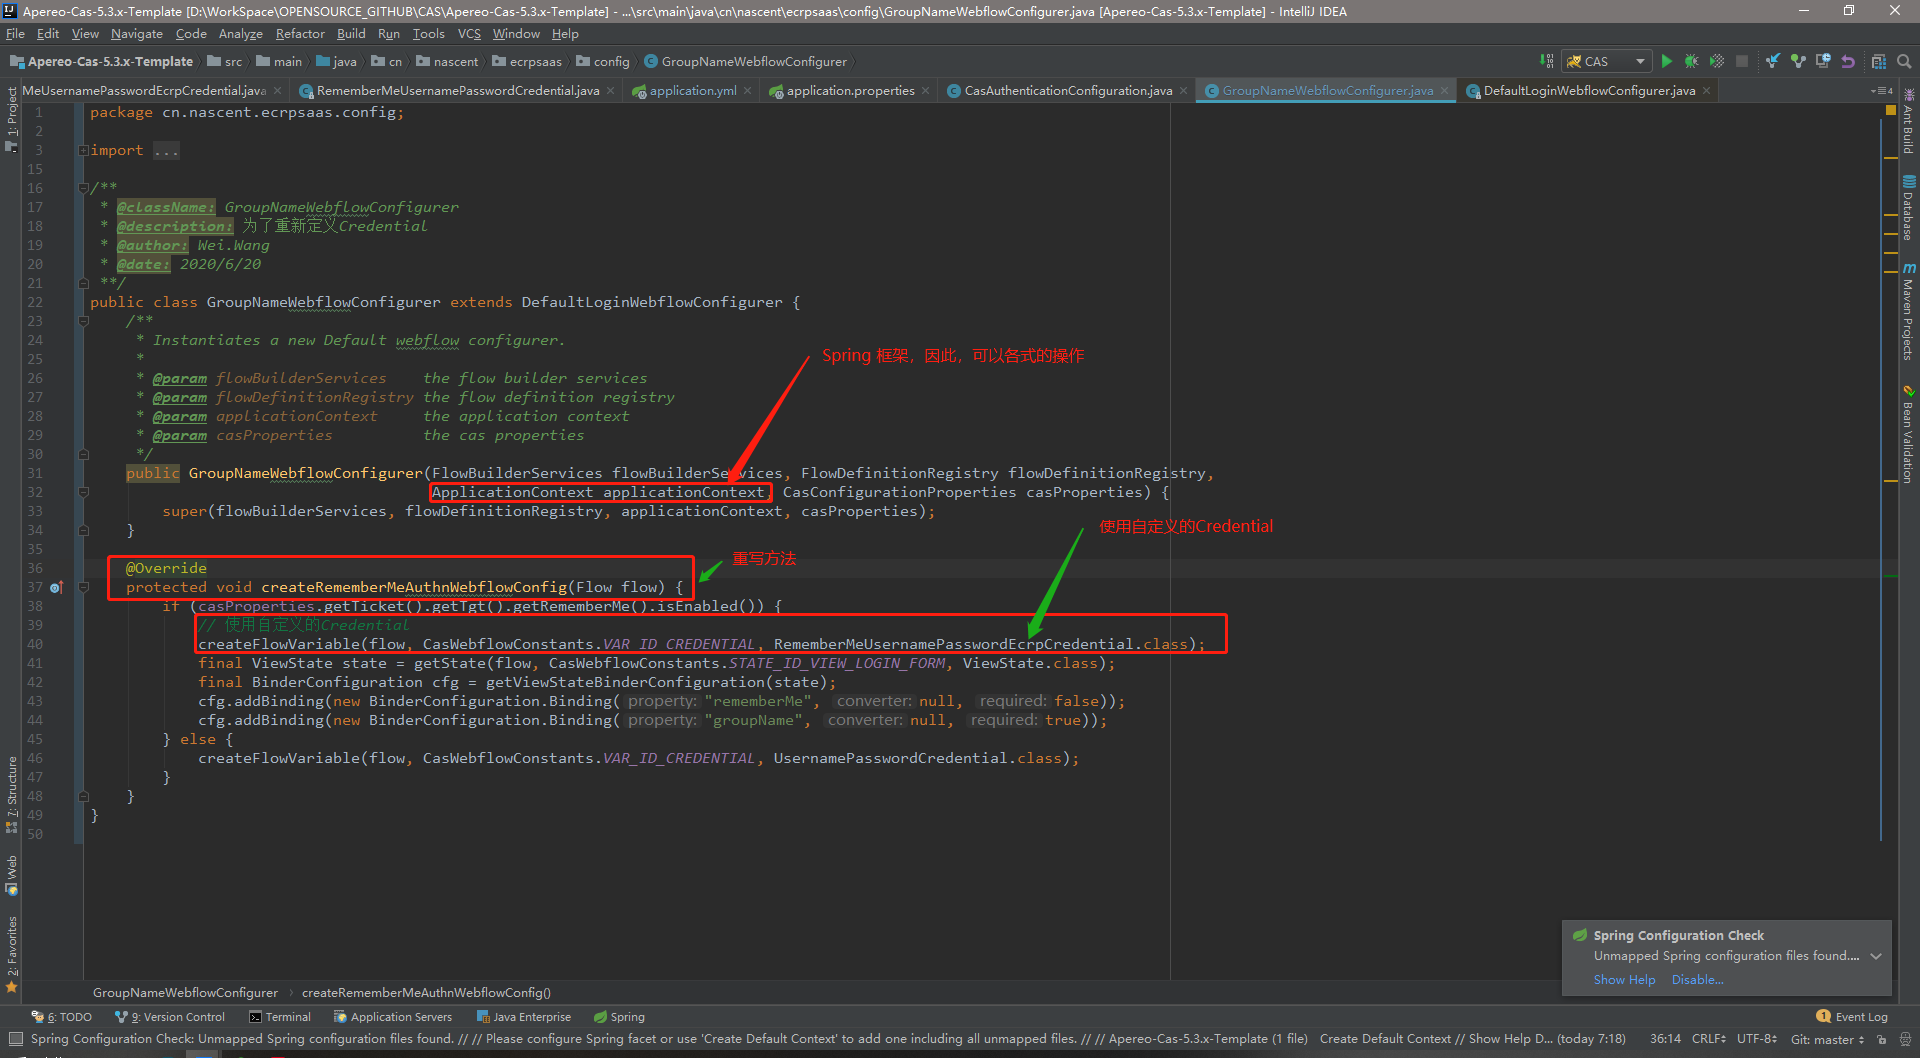 Apereo-Cas-5.3.x-Template [D:\WorkSpace\OPENSOURCE_GITHUB\CAS\Apereo-Cas-5.3.x-Template] - ...\src\main\java\cn\nascent\ecrpsaas\config\GroupNameWebflowConfigurer.java [Apereo-Cas-5.3.x-Template] - IntelliJ IDEA
File Edit View Navigate Code Analyze Refactor Build Run Tools VCS Window Help
Apereo-Cas-5.3.x-Template src main java cn nascent ecrpsaas config GroupNameWebflowConfigurer CAS
MeUsernamePasswordEcrpCredential.java RememberMeUsernamePasswordCredential.java application.yml application.properties CasAuthenticationConfiguration.java GroupNameWebflowConfigurer.java DefaultLoginWebflowConfigurer.java 4
1: Project
7: Structure
Web
2: Favorites
Ant Build
Database
Maven Projects
Bean Validation
1 package cn.nascent.ecrpsaas.config;
2
3 import ...
15
16 /**
17 * @className: GroupNameWebflowConfigurer
18 * @description: 为了重新定义Credential
19 * @author: Wei.Wang
20 * @date: 2020/6/20
21 **/
22 public class GroupNameWebflowConfigurer extends DefaultLoginWebflowConfigurer {
23 /**
24 * Instantiates a new Default webflow configurer.
25 *
Spring 框架，因此，可以各式的操作
26 * @param flowBuilderServices the flow builder services
27 * @param flowDefinitionRegistry the flow definition registry
28 * @param applicationContext the application context
29 * @param casProperties the cas properties
30 */
31 public GroupNameWebflowConfigurer(FlowBuilderServices flowBuilderServices, FlowDefinitionRegistry flowDefinitionRegistry,
32 ApplicationContext applicationContext, CasConfigurationProperties casProperties) {
33 super(flowBuilderServices, flowDefinitionRegistry, applicationContext, casProperties);
34 }
使用自定义的Credential
35
重写方法
36 @Override
37 protected void createRememberMeAuthnWebflowConfig(Flow flow) {
38 if (casProperties.getTicket().getTgt().getRememberMe().isEnabled()) {
39 // 使用自定义的Credential
40 createFlowVariable(flow, CasWebflowConstants.VAR_ID_CREDENTIAL, RememberMeUsernamePasswordEcrpCredential.class);
41 final ViewState state = getState(flow, CasWebflowConstants.STATE_ID_VIEW_LOGIN_FORM, ViewState.class);
42 final BinderConfiguration cfg = getViewStateBinderConfiguration(state);
43 cfg.addBinding(new BinderConfiguration.Binding( property: "rememberMe", converter: null, required: false));
44 cfg.addBinding(new BinderConfiguration.Binding( property: "groupName", converter: null, required: true));
45 } else {
46 createFlowVariable(flow, CasWebflowConstants.VAR_ID_CREDENTIAL, UsernamePasswordCredential.class);
47 }
48 }
49 }
50
Spring Configuration Check
Unmapped Spring configuration files found....
Show Help Disable...
GroupNameWebflowConfigurer createRememberMeAuthnWebflowConfig()
6: TODO 9: Version Control Terminal Application Servers Java Enterprise Spring 1 Event Log
Spring Configuration Check: Unmapped Spring configuration files found. // // Please configure Spring facet or use 'Create Default Context' to add one including all unmapped files. // // Apereo-Cas-5.3.x-Template (1 file) Create Default Context // Show Help D... (today 7:18) 36:14 CRLF UTF-8 Git: master